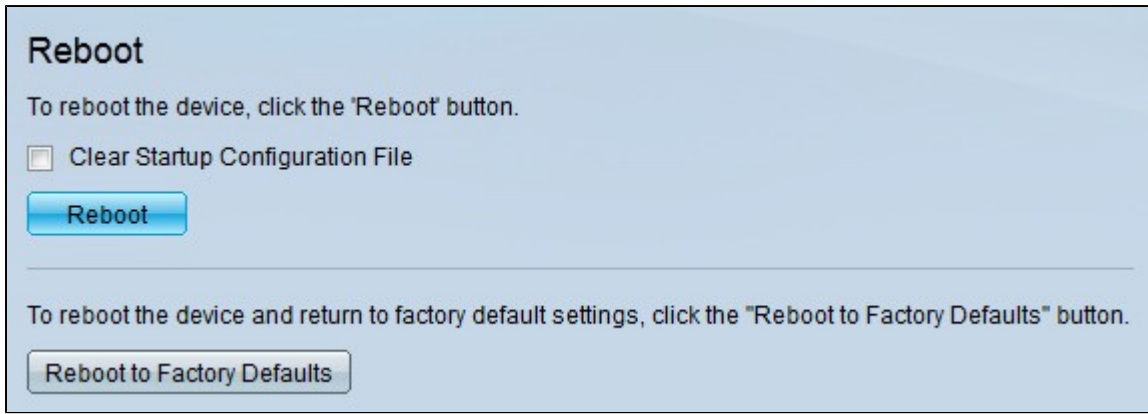 Reboot
To reboot the device, click the 'Reboot' button.
Clear Startup Configuration File
Reboot
To reboot the device and return to factory default settings, click the "Reboot to Factory Defaults" button.
Reboot to Factory Defaults